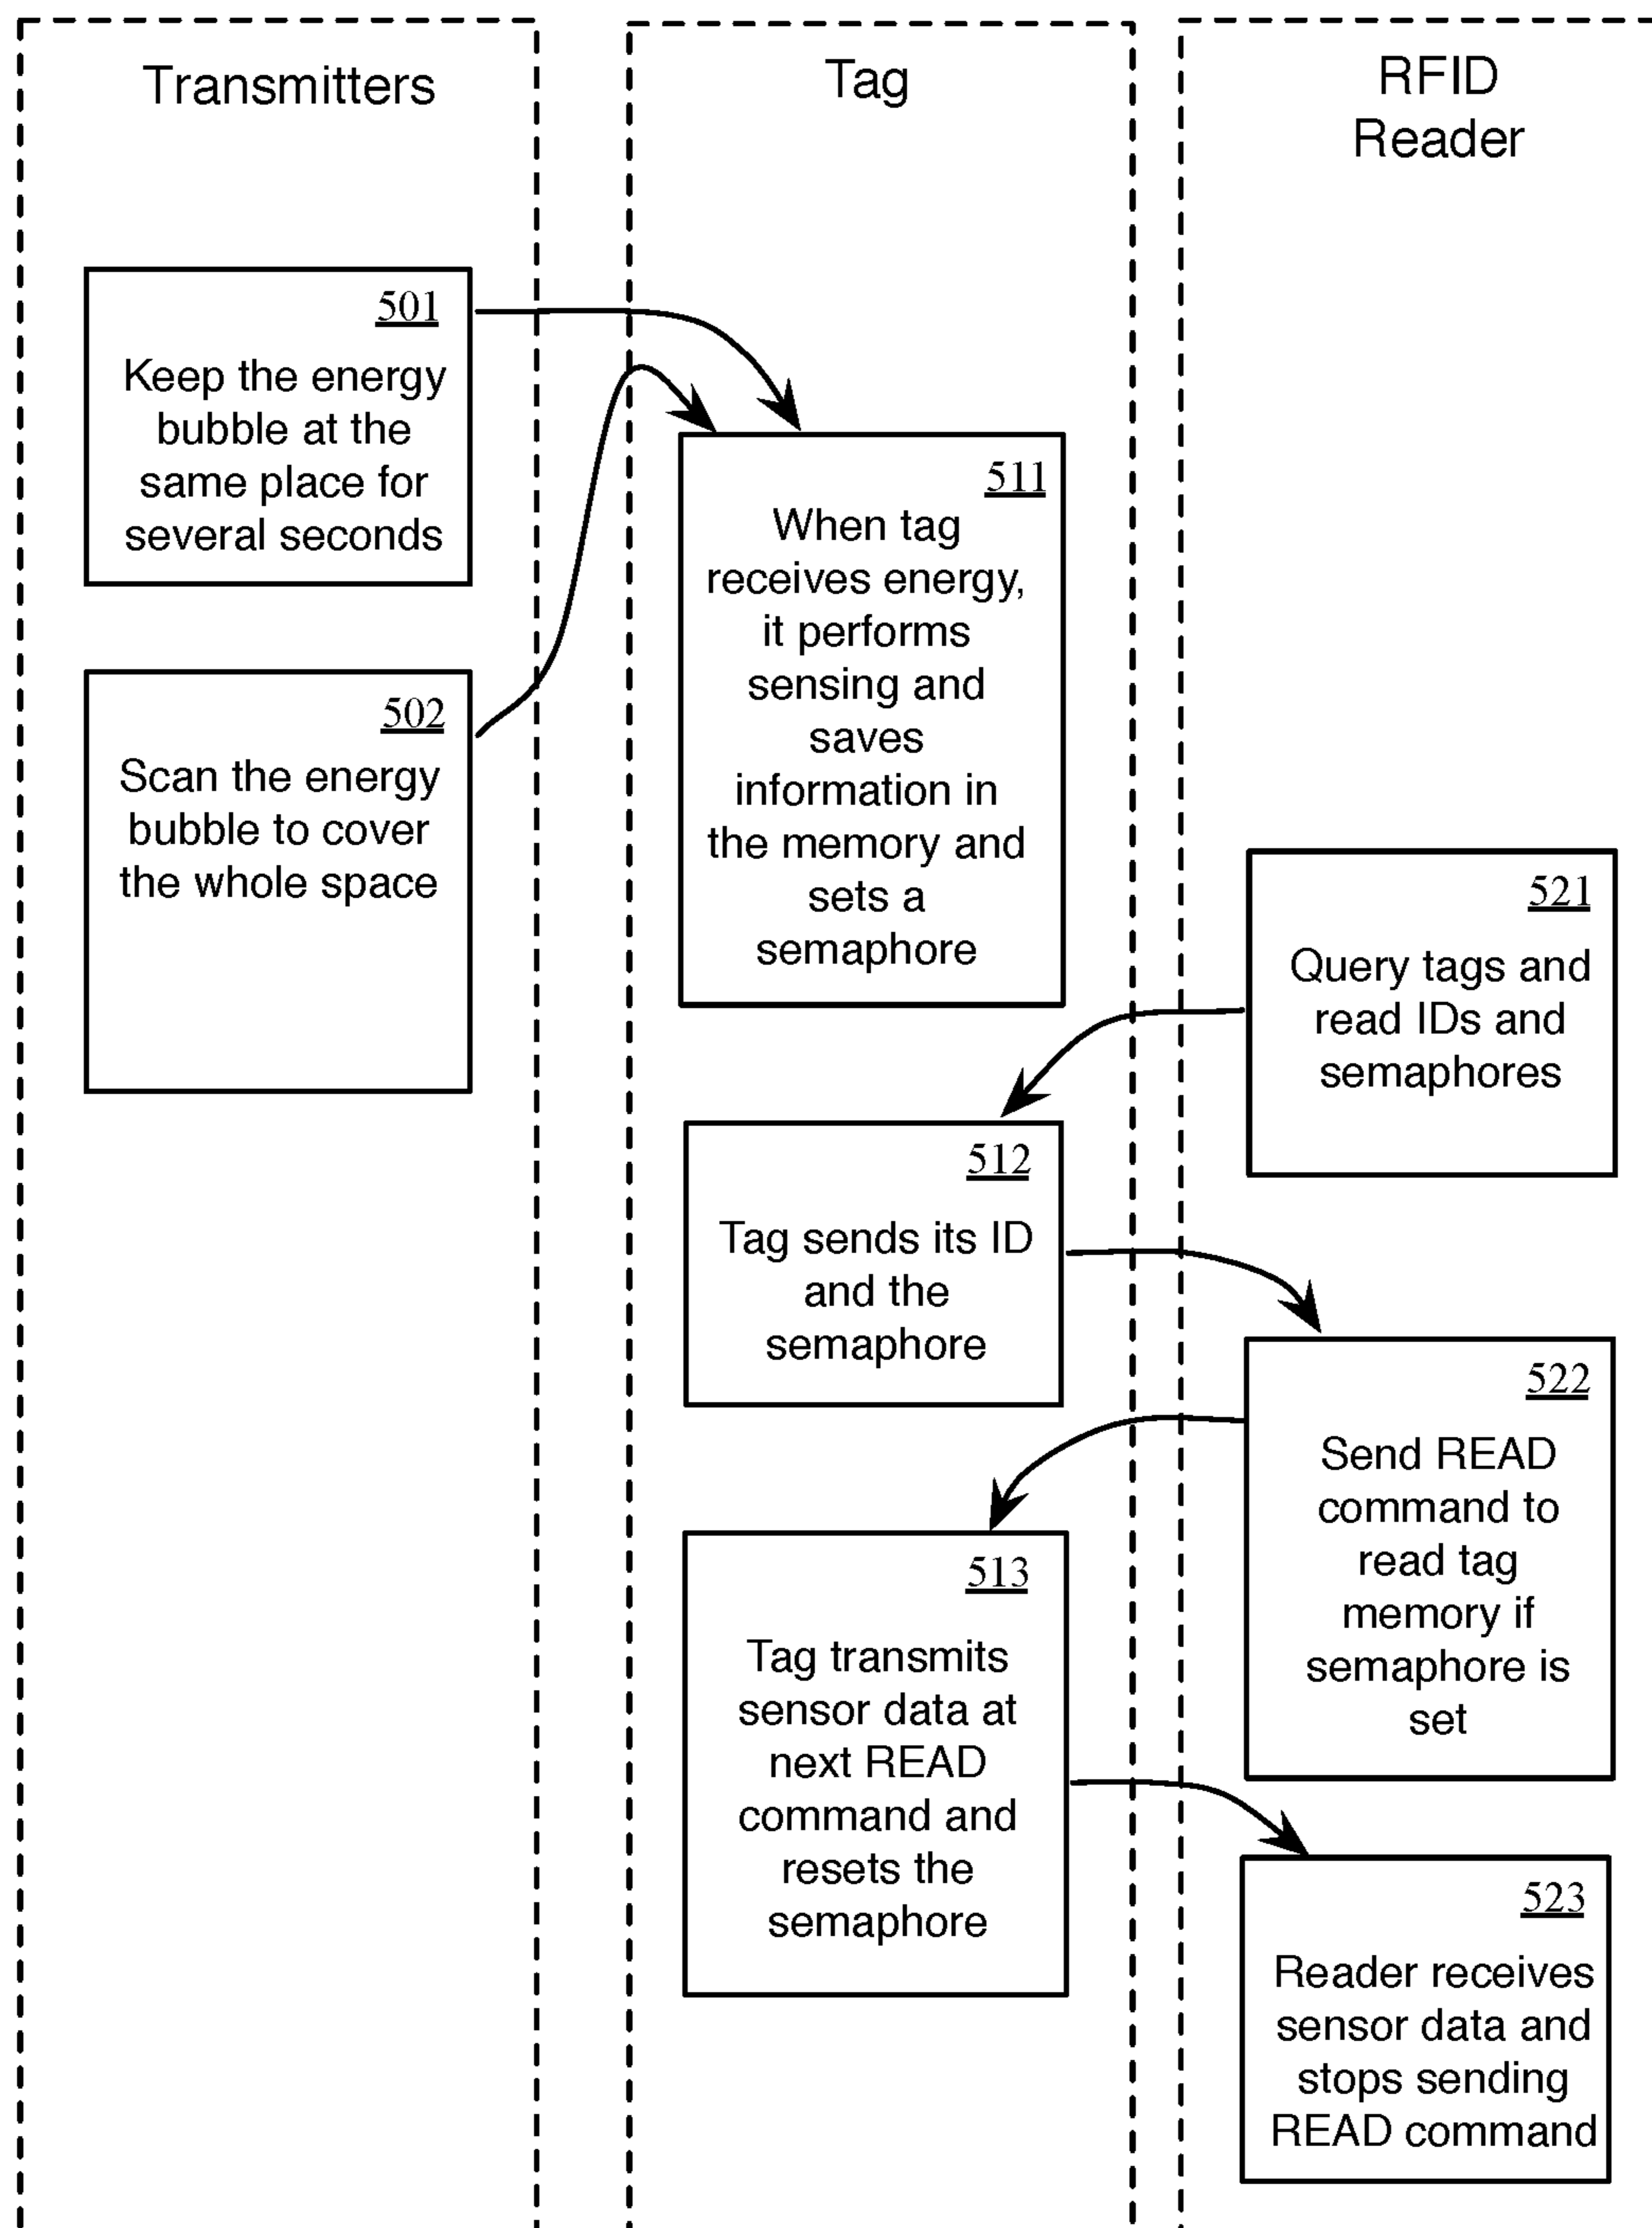 Transmitters
Tag
RFID
Reader
501
Keep the energy
bubble at the
same place for
several seconds
502
Scan the energy
bubble to cover
the whole space
511
When tag
receives energy,
it performs
sensing and
saves
information in
the memory and
sets a
semaphore
521
Query tags and
read IDs and
semaphores
512
Tag sends its ID
and the
semaphore
522
Send READ
command to
read tag
memory if
semaphore is
set
513
Tag transmits
sensor data at
next READ
command and
resets the
semaphore
523
Reader receives
sensor data and
stops sending
READ command